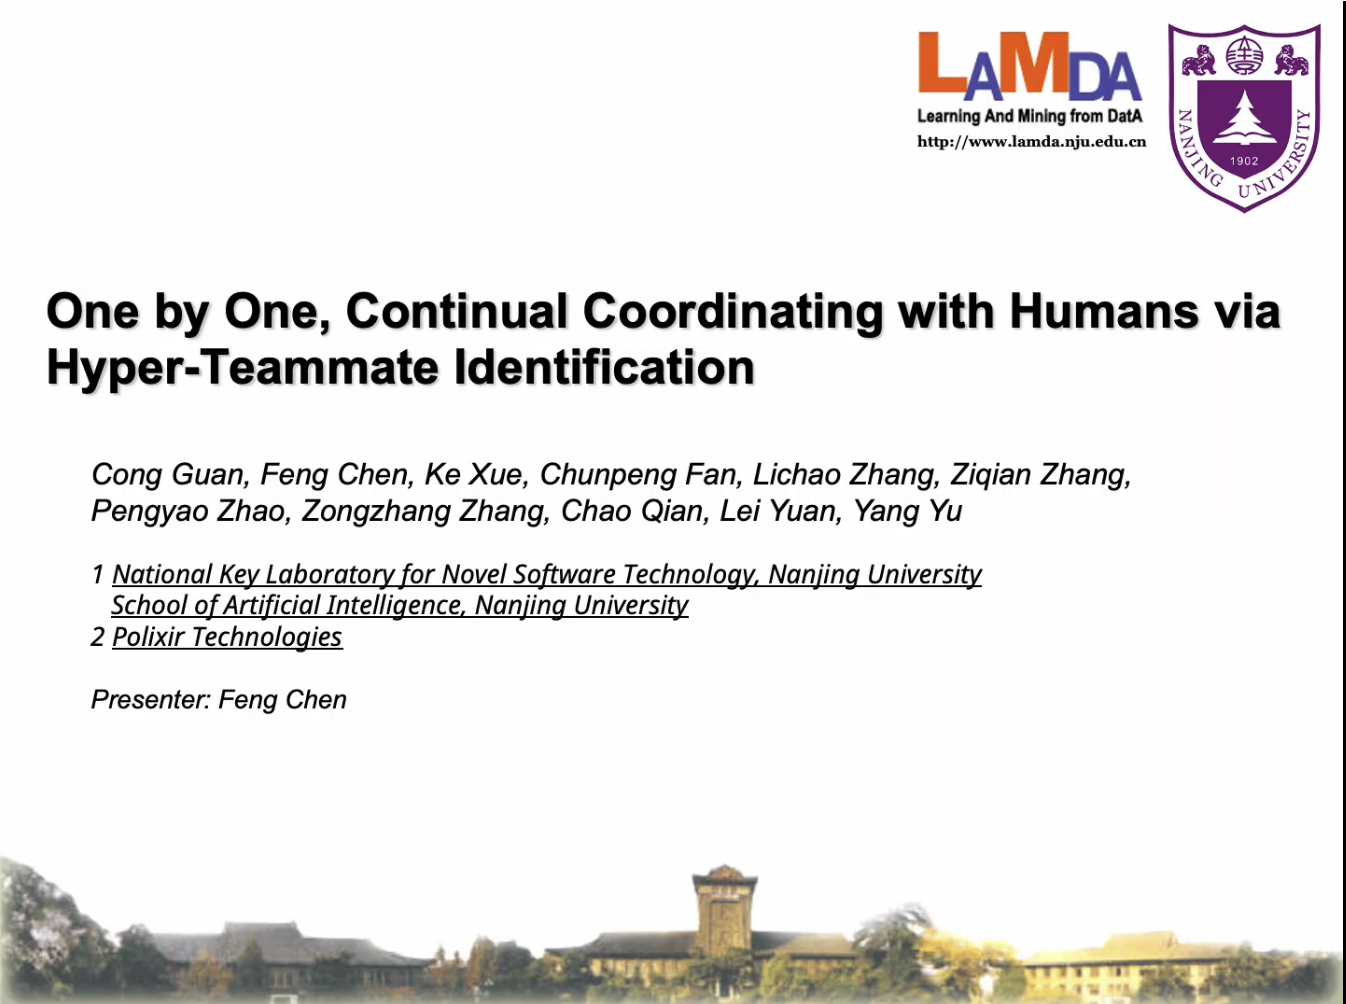 LAMDA
Learning And Mining from DatA
http://www.lamda.nju.edu.cn
NANJING UNIVERSITY
1902
One by One, Continual Coordinating with Humans via
Hyper-Teammate Identification
Cong Guan, Feng Chen, Ke Xue, Chunpeng Fan, Lichao Zhang, Ziqian Zhang,
Pengyao Zhao, Zongzhang Zhang, Chao Qian, Lei Yuan, Yang Yu
1 National Key Laboratory for Novel Software Technology, Nanjing University
School of Artificial Intelligence, Nanjing University
2 Polixir Technologies
Presenter: Feng Chen